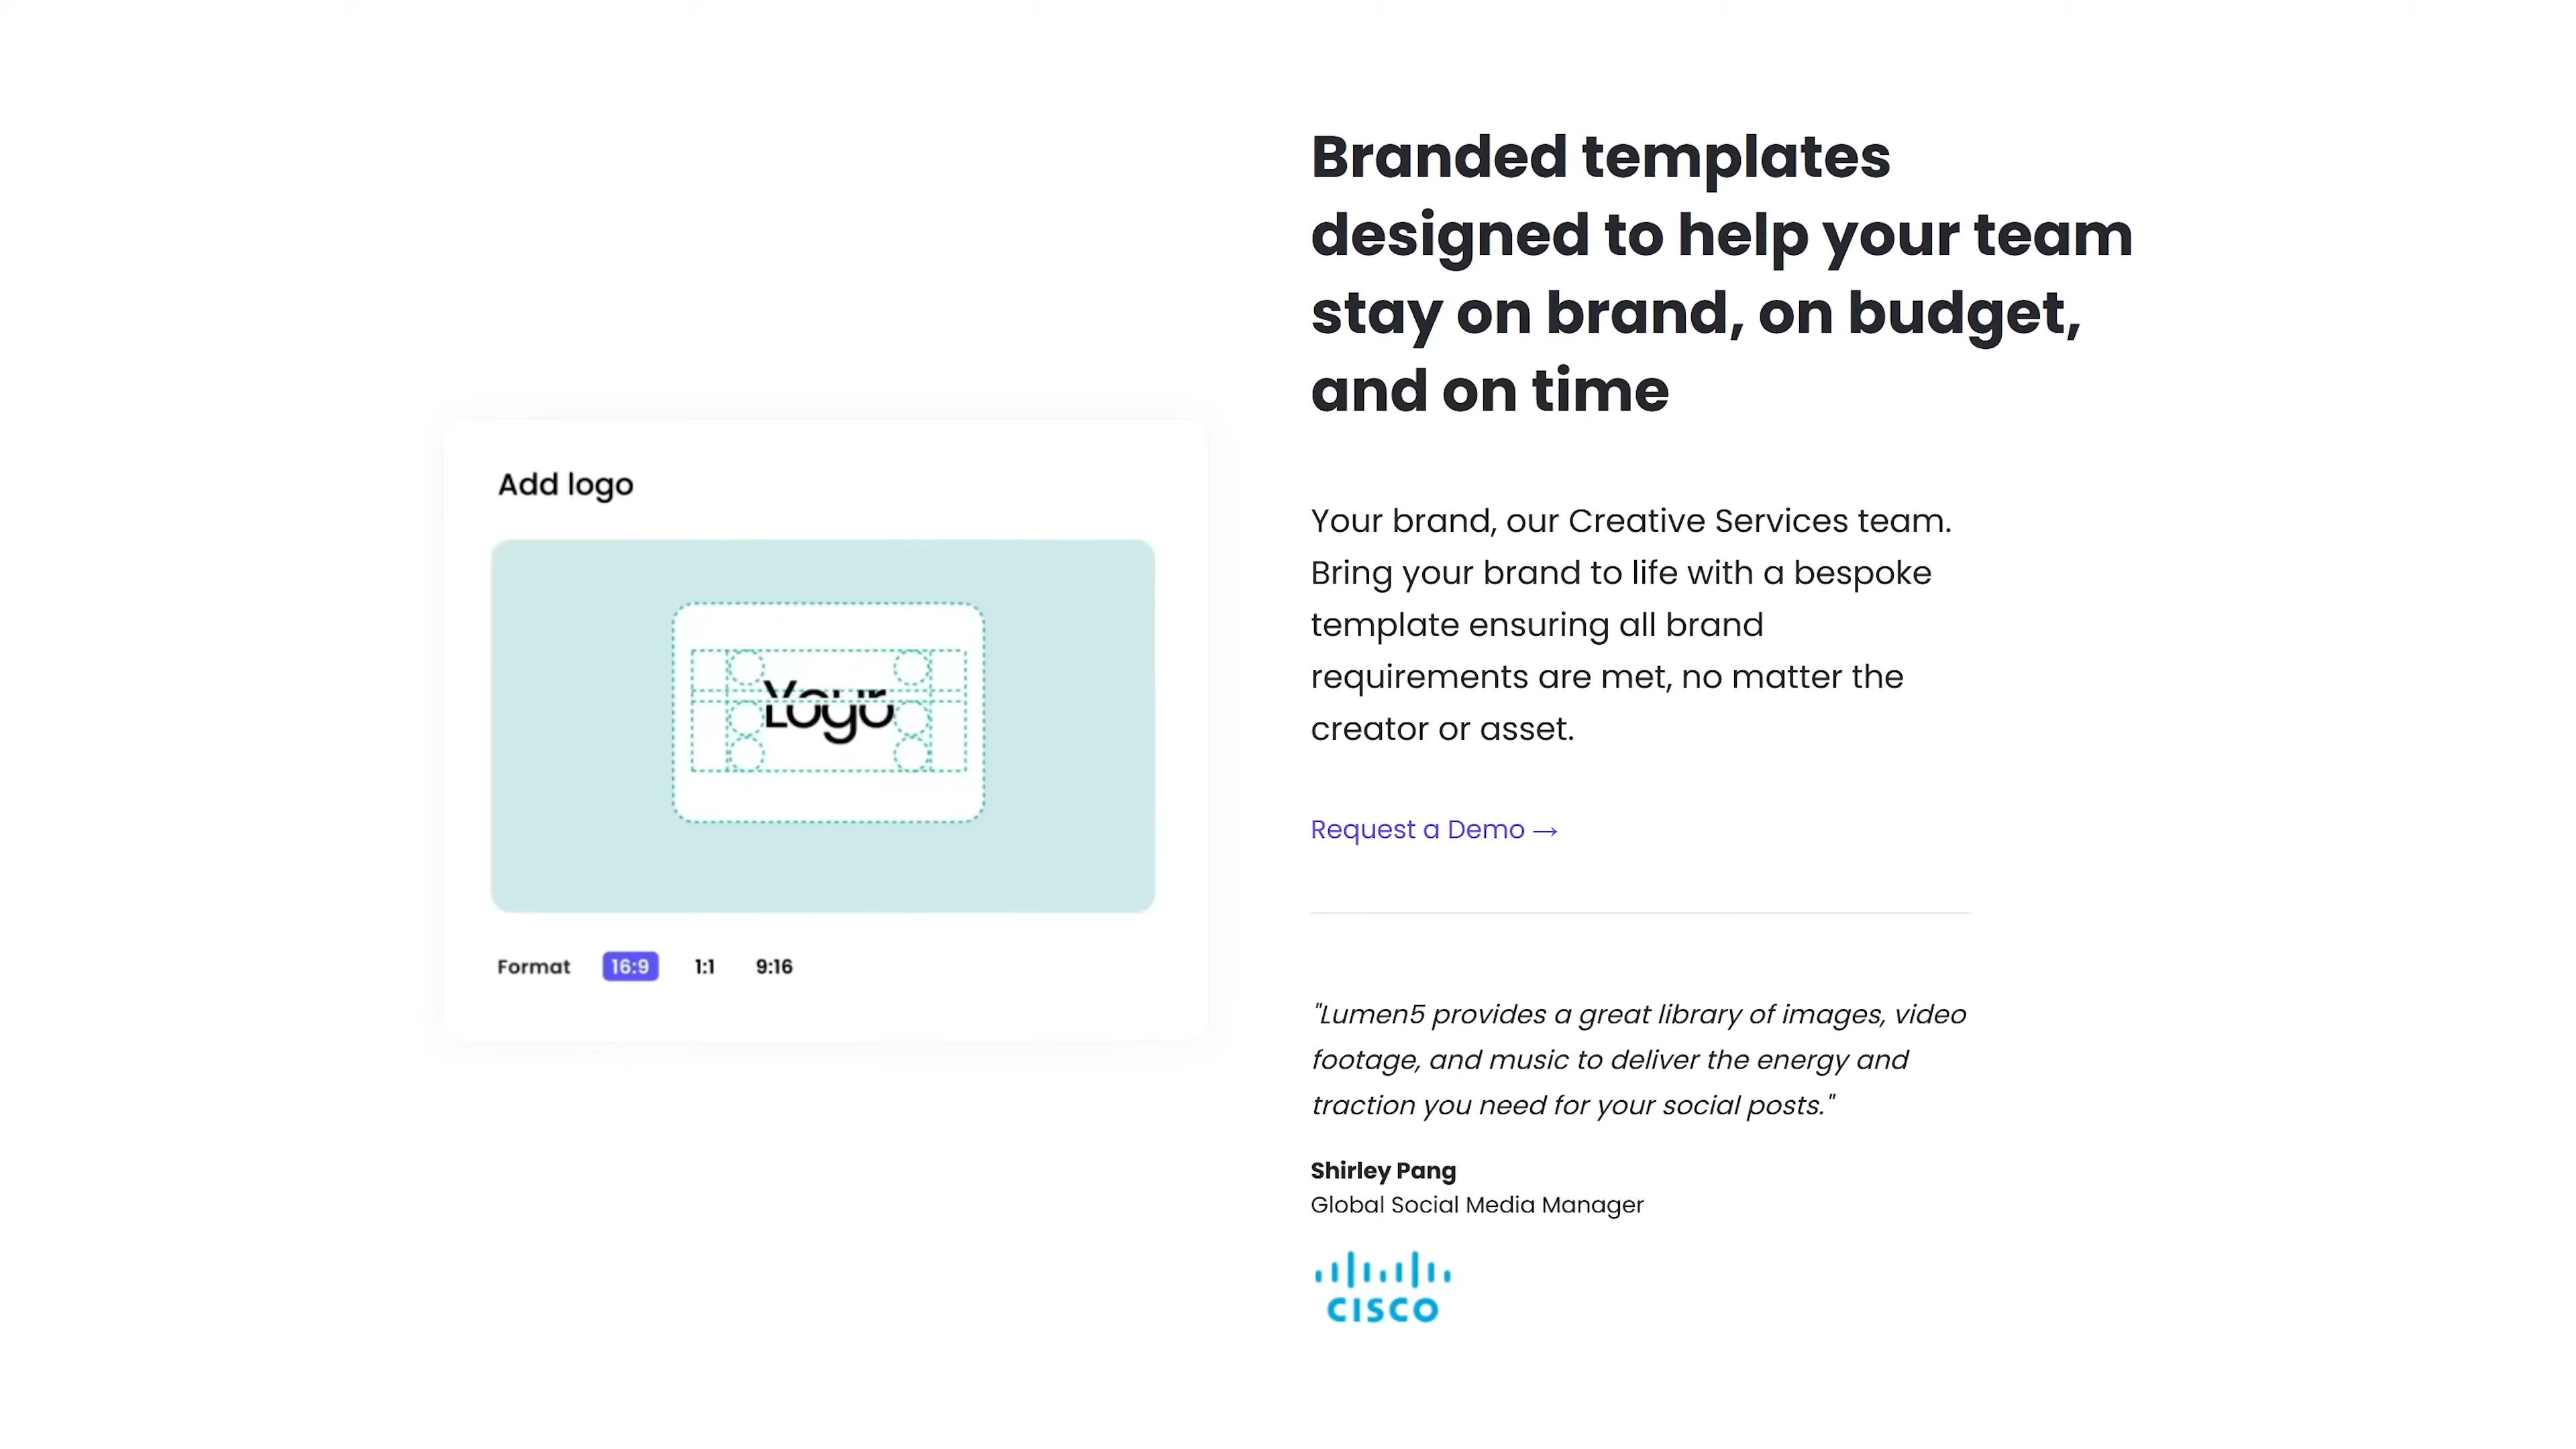 Branded templates
designed to help your team
stay on brand, on budget,
and on time
Add logo
Your
Logo
Format 16:9 1:1 9:16
Your brand, our Creative Services team.
Bring your brand to life with a bespoke
template ensuring all brand
requirements are met, no matter the
creator or asset.
Request a Demo →
"Lumen5 provides a great library of images, video
footage, and music to deliver the energy and
traction you need for your social posts."
Shirley Pang
Global Social Media Manager
CISCO